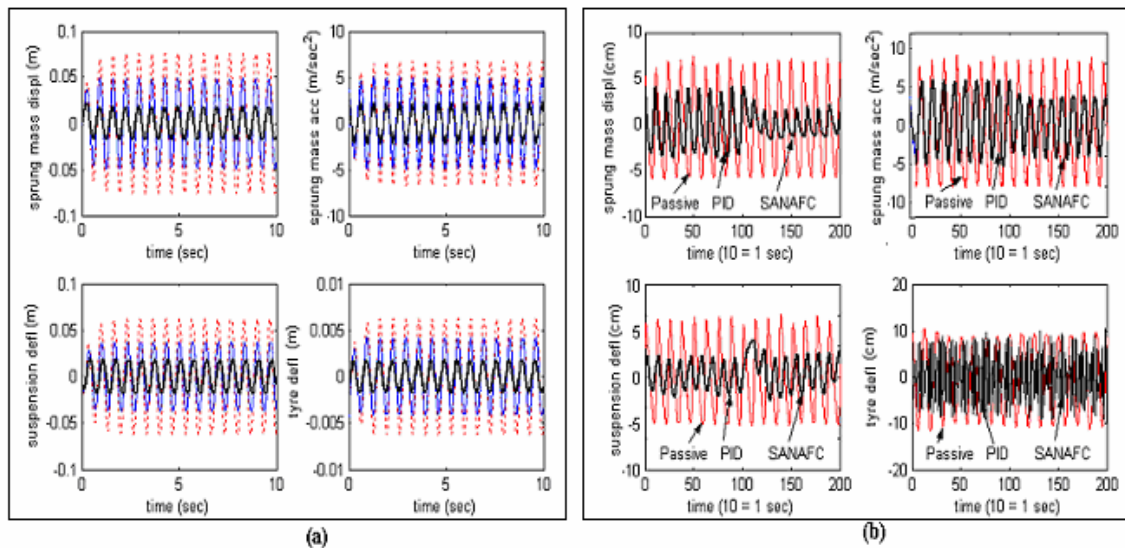 0.1
0.05
0
-0.05
-0.1
sprung mass displ (m)
0 5 10
time (sec)
10
5
0
-5
-10
sprung mass acc (m/sec²)
0 5 10
time (sec)
0.1
0.05
0
-0.05
-0.1
suspension defl (m)
0 5 10
time (sec)
0.01
0.005
0
-0.005
-0.01
tyre defl (m)
0 5 10
time (sec)
(a)
10
5
0
-5
-10
sprung mass displ (cm)
Passive PID SANAFC
0 50 100 150 200
time (10 = 1 sec)
10
5
0
-5
-10
sprung mass acc (m/sec²)
Passive PID SANAFC
0 50 100 150 200
time (10 = 1 sec)
10
5
0
-5
10
suspension defl (cm)
Passive PID SANAFC
0 50 100 150 200
time (10 = 1 sec)
20
10
0
-10
20
tyre defl (cm)
Passive PID SANAFC
0 50 100 150 200
time (10 = 1 sec)
(b)